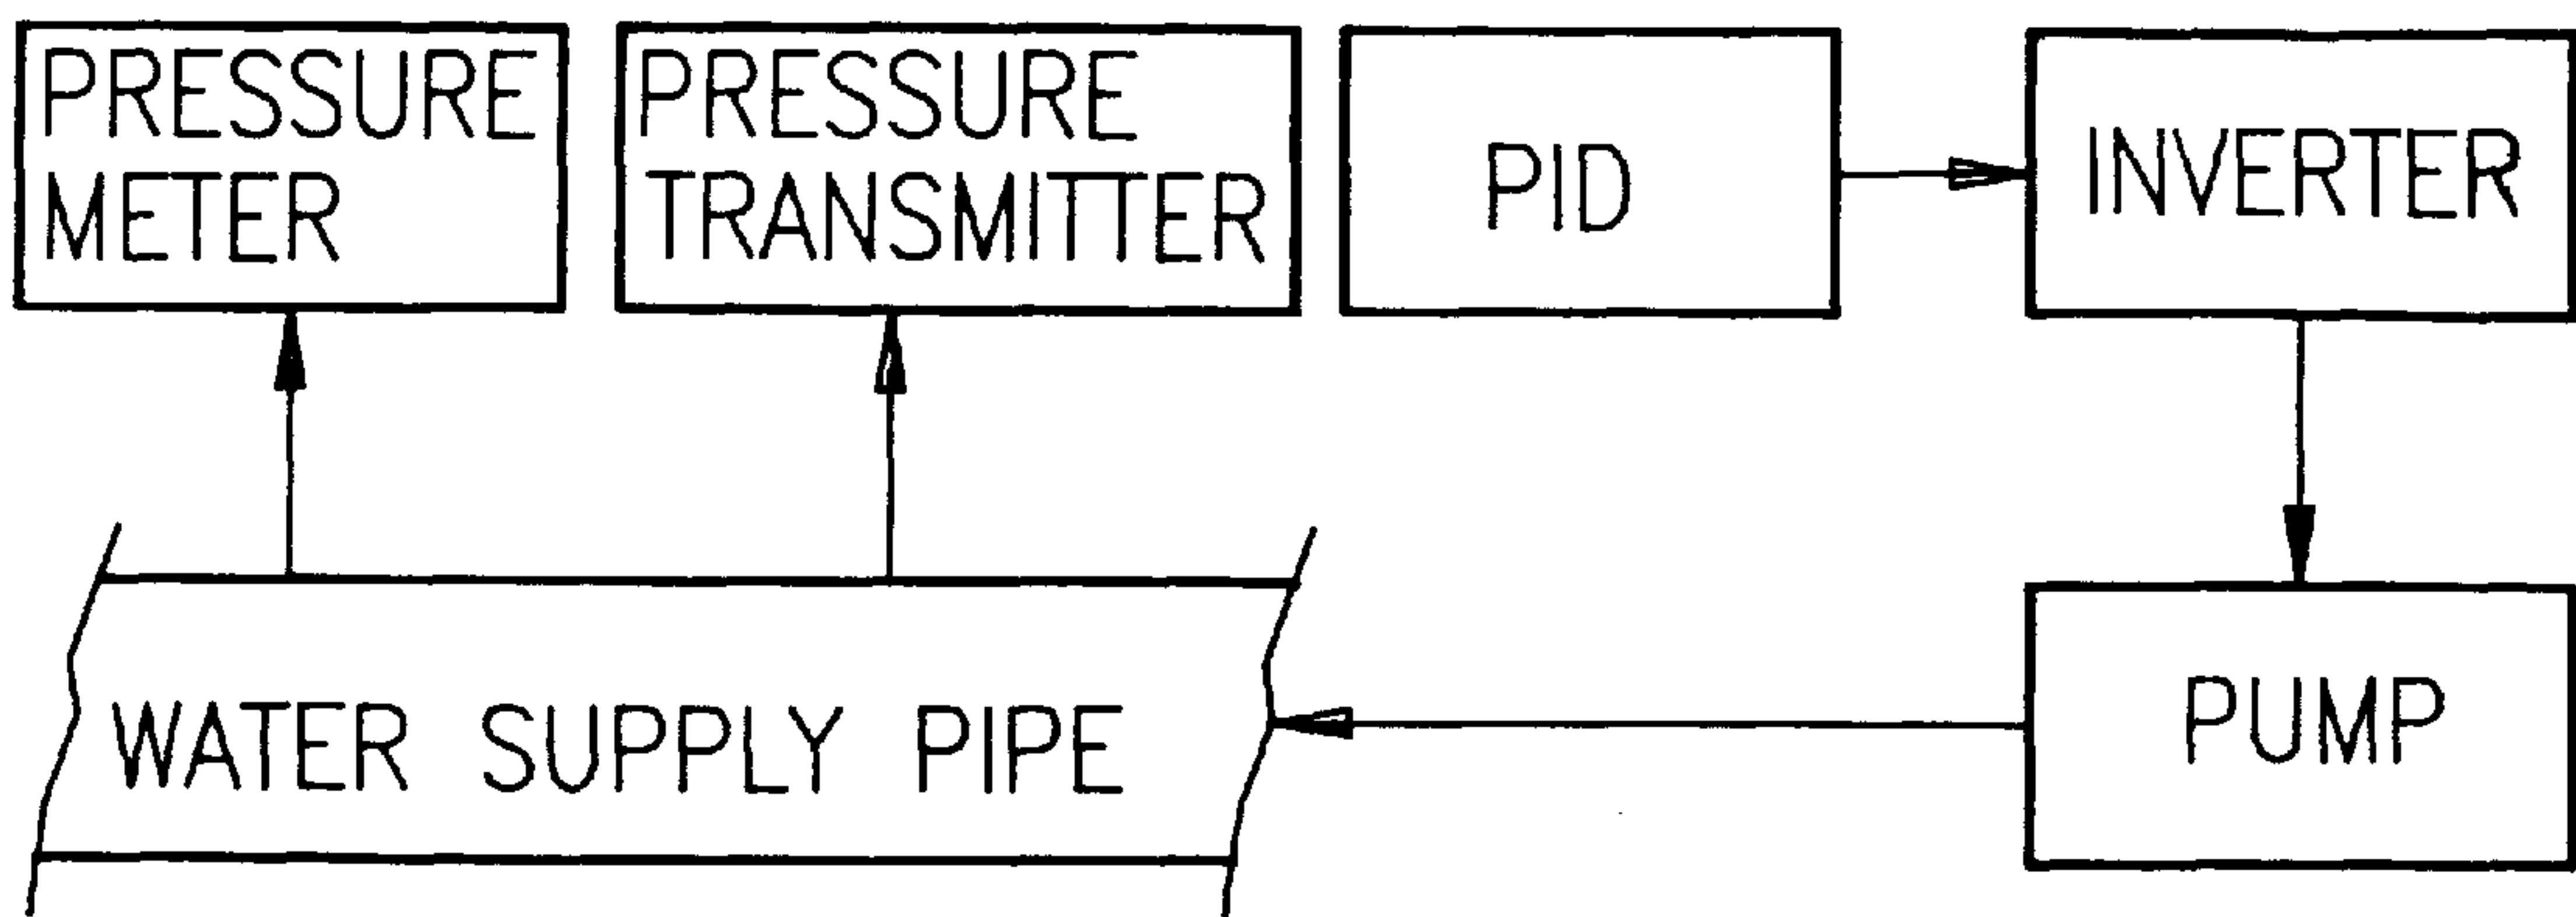 PRESSURE
METER
PRESSURE
TRANSMITTER
PID
INVERTER
WATER SUPPLY PIPE
PUMP